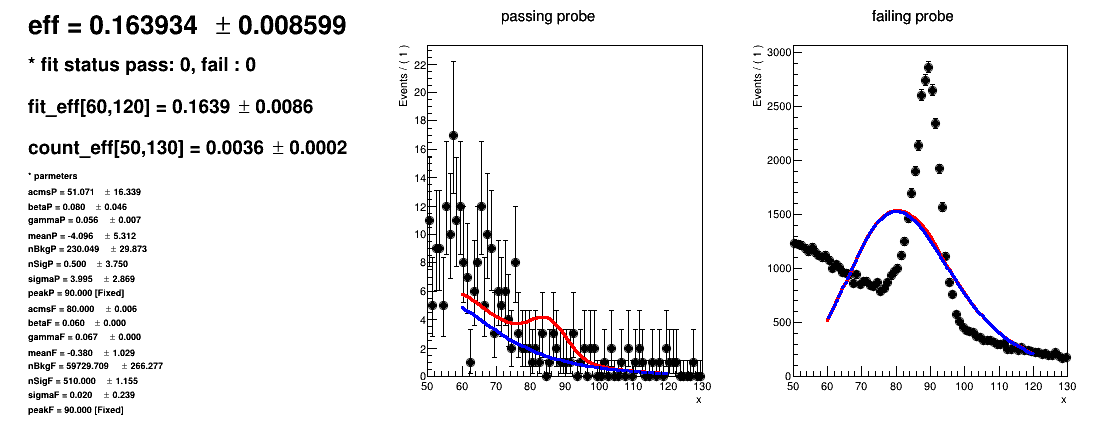 eff = 0.163934 ± 0.008599
* fit status pass: 0, fail : 0
fit_eff[60,120] = 0.1639 ± 0.0086
count_eff[50,130] = 0.0036 ± 0.0002
* parmeters
acmsP = 51.071 ± 16.339
betaP = 0.080 ± 0.046
gammaP = 0.056 ± 0.007
meanP = -4.096 ± 5.312
nBkgP = 230.049 ± 29.873
nSigP = 0.500 ± 3.750
sigmaP = 3.995 ± 2.869
peakP = 90.000 [Fixed]
acmsF = 80.000 ± 0.006
betaF = 0.060 ± 0.000
gammaF = 0.067 ± 0.000
meanF = -0.380 ± 1.029
nBkgF = 59729.709 ± 266.277
nSigF = 510.000 ± 1.155
sigmaF = 0.020 ± 0.239
peakF = 90.000 [Fixed]
passing probe
Events / ( 1 )
22
20
18
16
14
12
10
8
6
4
2
0
50 60 70 80 90 100 110 120 130
x
failing probe
Events / ( 1 )
3000
2500
2000
1500
1000
500
0
50 60 70 80 90 100 110 120 130
x